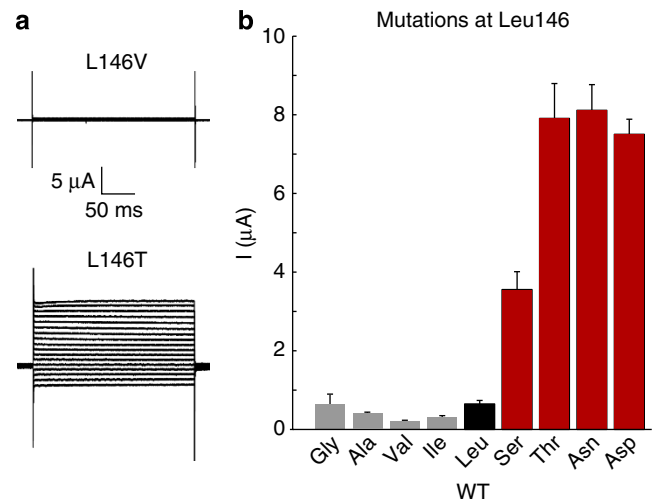 a
L146V
5 μA
50 ms
L146T
b
Mutations at Leu146
I (μA)
10
8
6
4
2
0
Gly Ala Val Ile Leu Ser Thr Asn Asp
WT